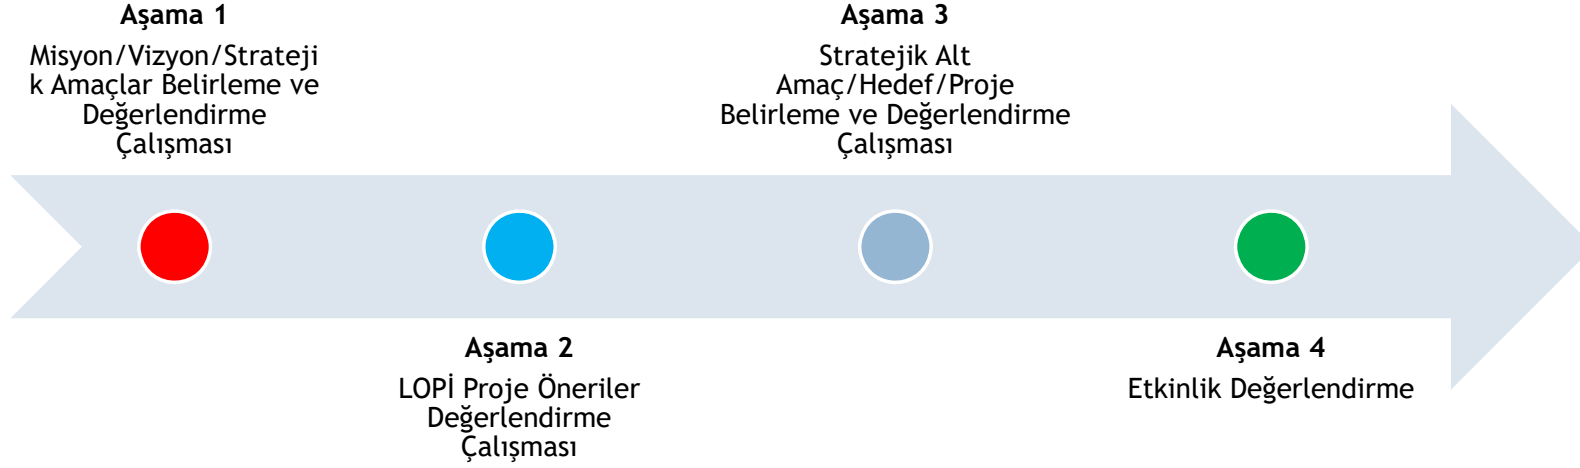 Aşama 1
Misyon/Vizyon/Strateji
k Amaçlar Belirleme ve
Değerlendirme
Çalışması
Aşama 2
LOPİ Proje Öneriler
Değerlendirme
Çalışması
Aşama 3
Stratejik Alt
Amaç/Hedef/Proje
Belirleme ve Değerlendirme
Çalışması
Aşama 4
Etkinlik Değerlendirme